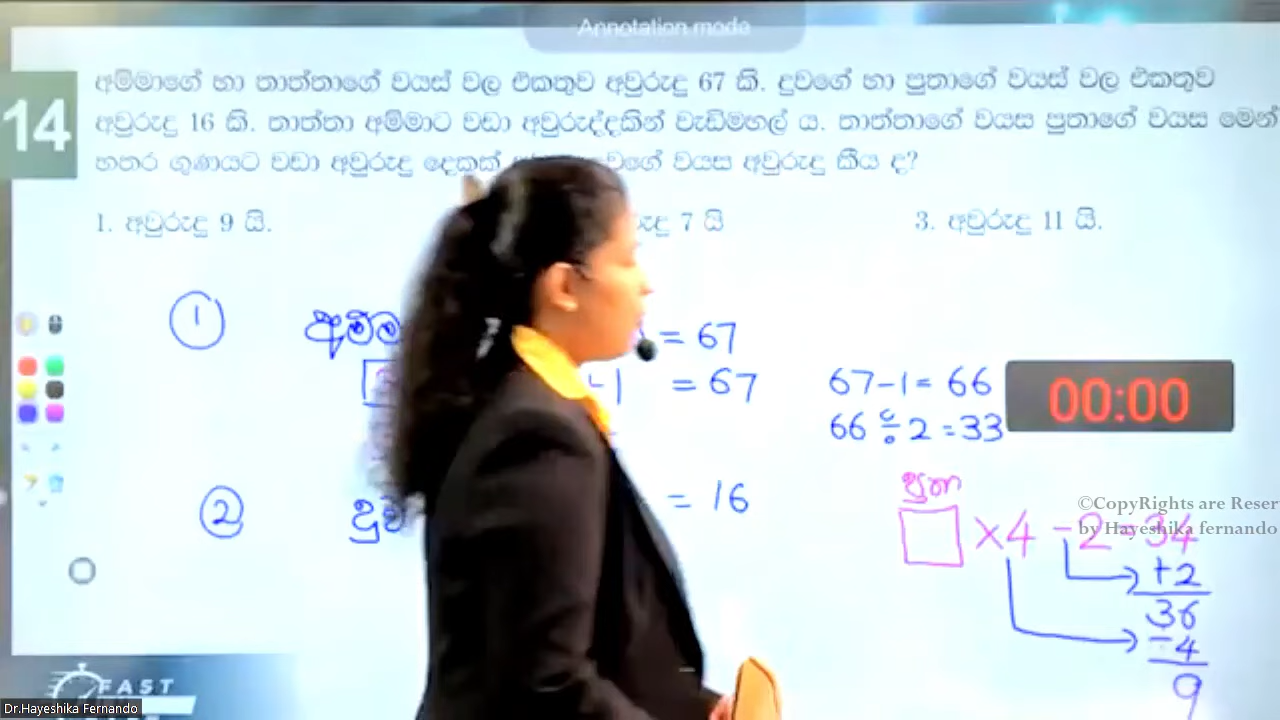 Annotation mode
14
අම්මාගේ හා තාත්තාගේ වයස් වල එකතුව අවුරුදු 67 කි. දුවගේ හා පුතාගේ වයස් වල එකතුව
අවුරුදු 16 කි. තාත්තා අම්මාට වඩා අවුරුද්දකින් වැඩිමහල් ය. තාත්තාගේ වයස පුතාගේ වයස මෙන්
හතර ගුණයට වඩා අවුරුදු දෙකක් වයස අවුරුදු කීය ද?
1. අවුරුදු 9 යි. 7 යි 3. අවුරුදු 11 යි.
1 = 67
-1 = 67 67-1 = 66
00:00
66 ÷ 2 = 33
2 = 16
පුතා
×4 -2 = 34
+2
36
÷4
9
©CopyRights are Reser
by Hayeshika fernando
FAST
Dr.Hayeshika Fernando